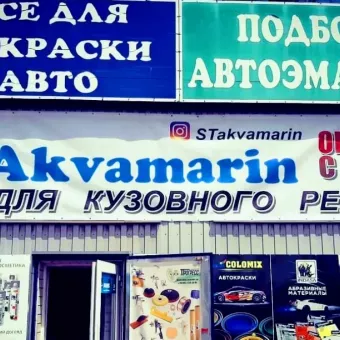 СЕ ДЛЯ
КРАСКИ
АВТО
ПОДБО
АВТОЭМА
STakvamarin
Akvamarin
ДЛЯ КУЗОВНОГО РЕ
COLOMIX
АВТОКРАСКИ
АБРАЗИВНЫЕ
МАТЕРИАЛЫ